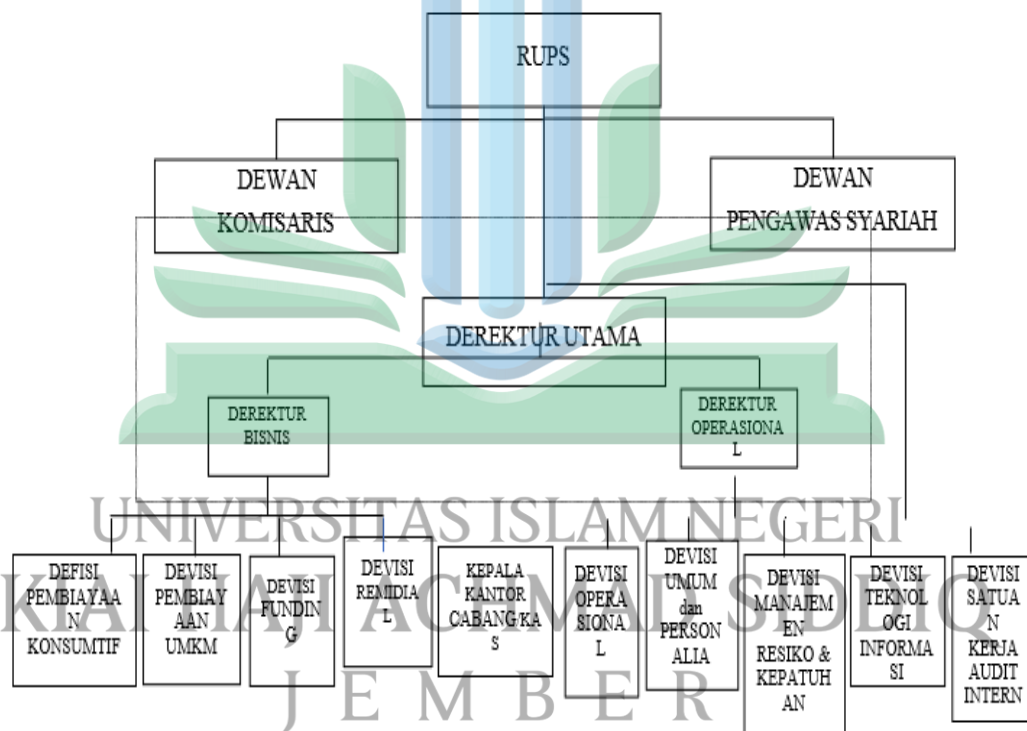 RUPS
DEWAN
KOMISARIS
DEWAN
PENGAWAS SYARIAH
DEREKTUR UTAMA
DEREKTUR
BISNIS
DEREKTUR
OPERASIONA
L
UNIVERSITAS ISLAM NEGERI
KIAI HAJI ACHMAD SIDDIQ
JEMBER
DEFISI
PEMBIAYAA
N
KONSUMTIF
DEVISI
PEMBIAY
AAN
UMKM
DEVISI
FUNDIN
G
DEVISI
REMIDIA
L
KEPALA
KANTOR
CABANG/KA
S
DEVISI
OPERA
SIONA
L
DEVISI
UMUM
dan
PERSON
ALIA
DEVISI
MANAJEM
EN
RESIKO &
KEPATUH
AN
DEVISI
TEKNOL
OGI
INFORMA
SI
DEVISI
SATUA
N
KERJA
AUDIT
INTERN